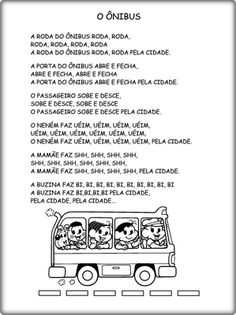 O ÔNIBUS
A RODA DO ÔNIBUS RODA, RODA,
RODA, RODA, RODA, RODA
A RODA DO ÔNIBUS RODA, RODA PELA CIDADE.
A PORTA DO ÔNIBUS ABRE E FECHA,
ABRE E FECHA, ABRE E FECHA
A PORTA DO ÔNIBUS ABRE E FECHA PELA CIDADE.
O PASSAGEIRO SOBE E DESCE,
SOBE E DESCE, SOBE E DESCE
O PASSAGEIRO SOBE E DESCE PELA CIDADE.
O NENÉM FAZ UÉIM, UÉIM, UÉIM, UÉIM,
UÉIM, UÉIM, UÉIM, UÉIM, UÉIM, UÉIM,
O NENÉM FAZ UÉIM, UÉIM, UÉIM, PELA CIDADE.
A MAMÃE FAZ SHH, SHH, SHH, SHH,
SHH, SHH, SHH, SHH, SHH, SHH,
A MAMÃE FAZ SHH, SHH, SHH, SHH, PELA CIDADE.
A BUZINA FAZ BI, BI, BI, BI, BI, BI, BI, BI, BI
A BUZINA FAZ BI,BI,BI,BI PELA CIDADE,
PELA CIDADE, PELA CIDADE...